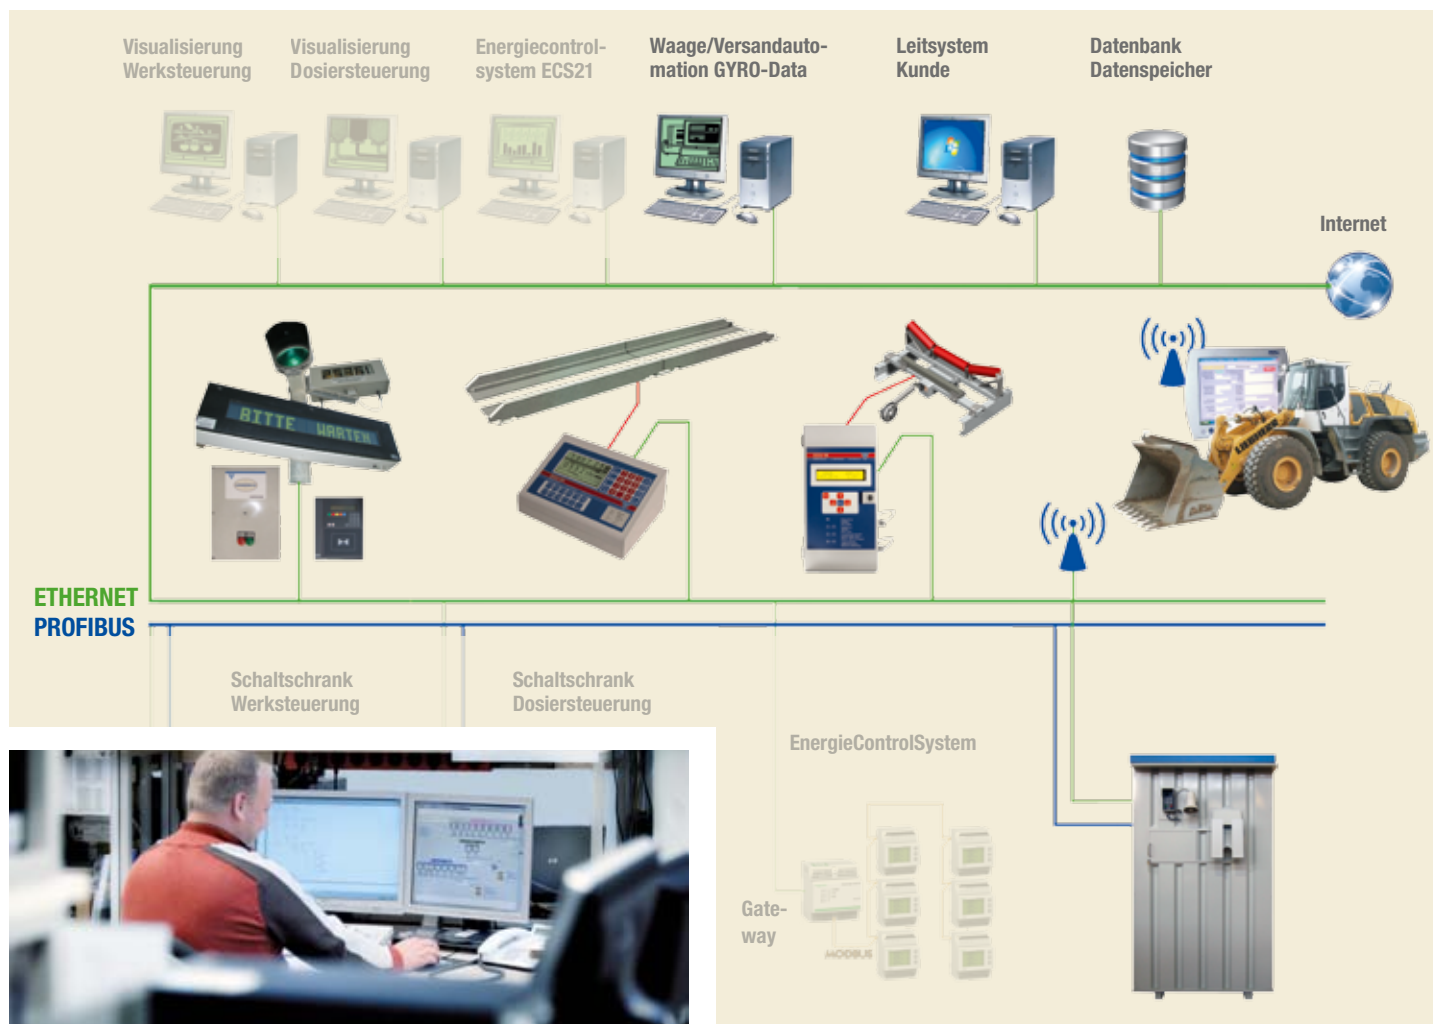 Visualisierung
Werksteuerung
Visualisierung
Dosiersteuerung
Energiecontrol-
system ECS21
Waage/Versandauto-
mation GYRO-Data
Leitsystem
Kunde
Datenbank
Datenspeicher
Internet
BITTE WARTEN
ETHERNET
PROFIBUS
Schaltschrank
Werksteuerung
Schaltschrank
Dosiersteuerung
EnergieControlSystem
Gate-
way
MODBUS